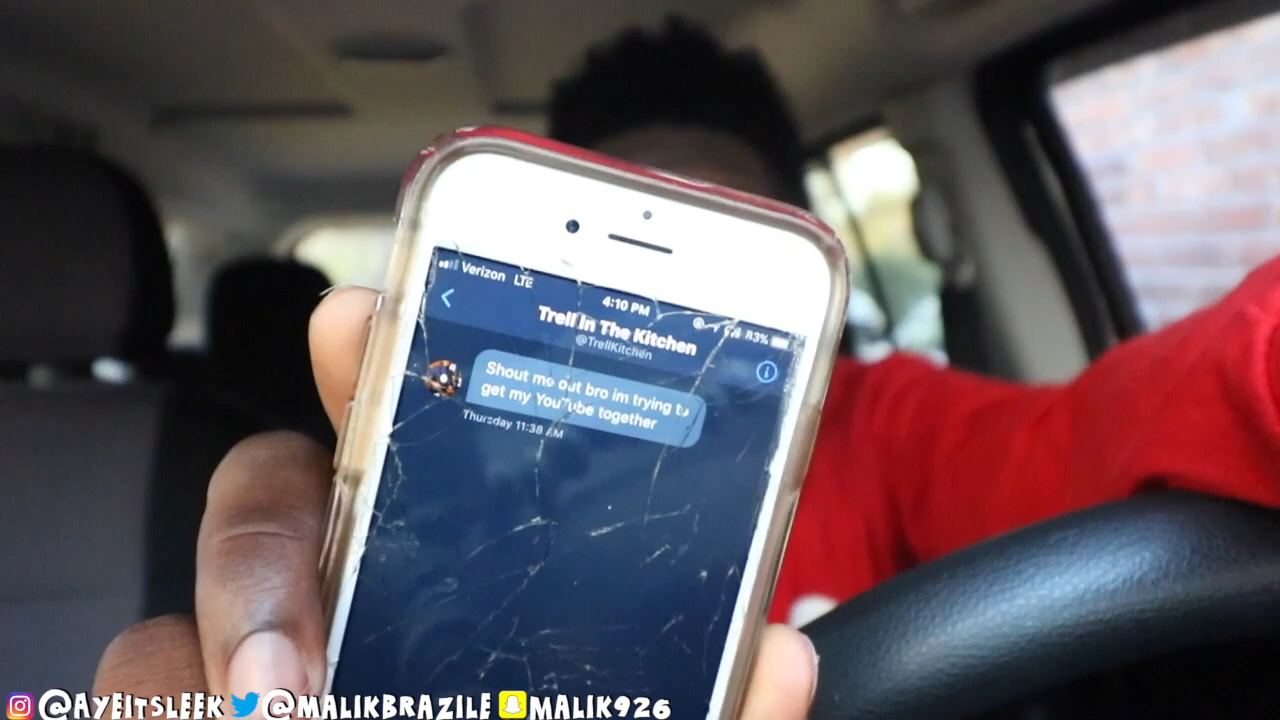 Verizon LTE
4:10 PM
83%
Trell In The Kitchen
@TrellKitchen
Shout me out bro im trying to
get my YouTube together
Thursday 11:38 AM
@AYEITSLEEK @MALIKBRAZILE MALIK926